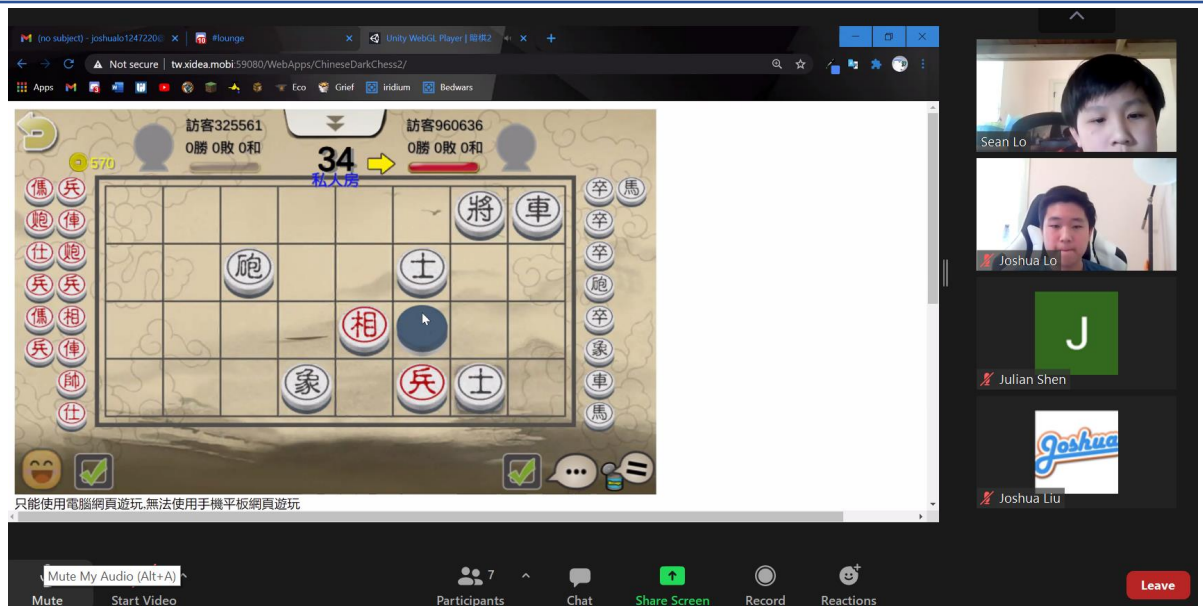 (no subject) - joshualo1247220@
#lounge
Unity WebGL Player | 暗棋2
Not secure | tw.xidea.mobi:59080/WebApps/ChineseDarkChess2/
Apps
Eco
Grief
iridium
Bedwars
訪客325561
0勝 0敗 0和
訪客960636
0勝 0敗 0和
570
34
私人房
傌 兵
卒 馬
將 車
炮 俥
卒
仕 炮
砲 士
卒
兵 兵
砲
傌 相
相
卒
兵 俥
象
帥
象 兵 士
車
仕
馬
只能使用電腦網頁遊玩,無法使用手機平板網頁遊玩
Sean Lo
Joshua Lo
J
Julian Shen
Joshua
Joshua Liu
Mute My Audio (Alt+A)
Mute
Start Video
7
Participants
Chat
Share Screen
Record
Reactions
Leave